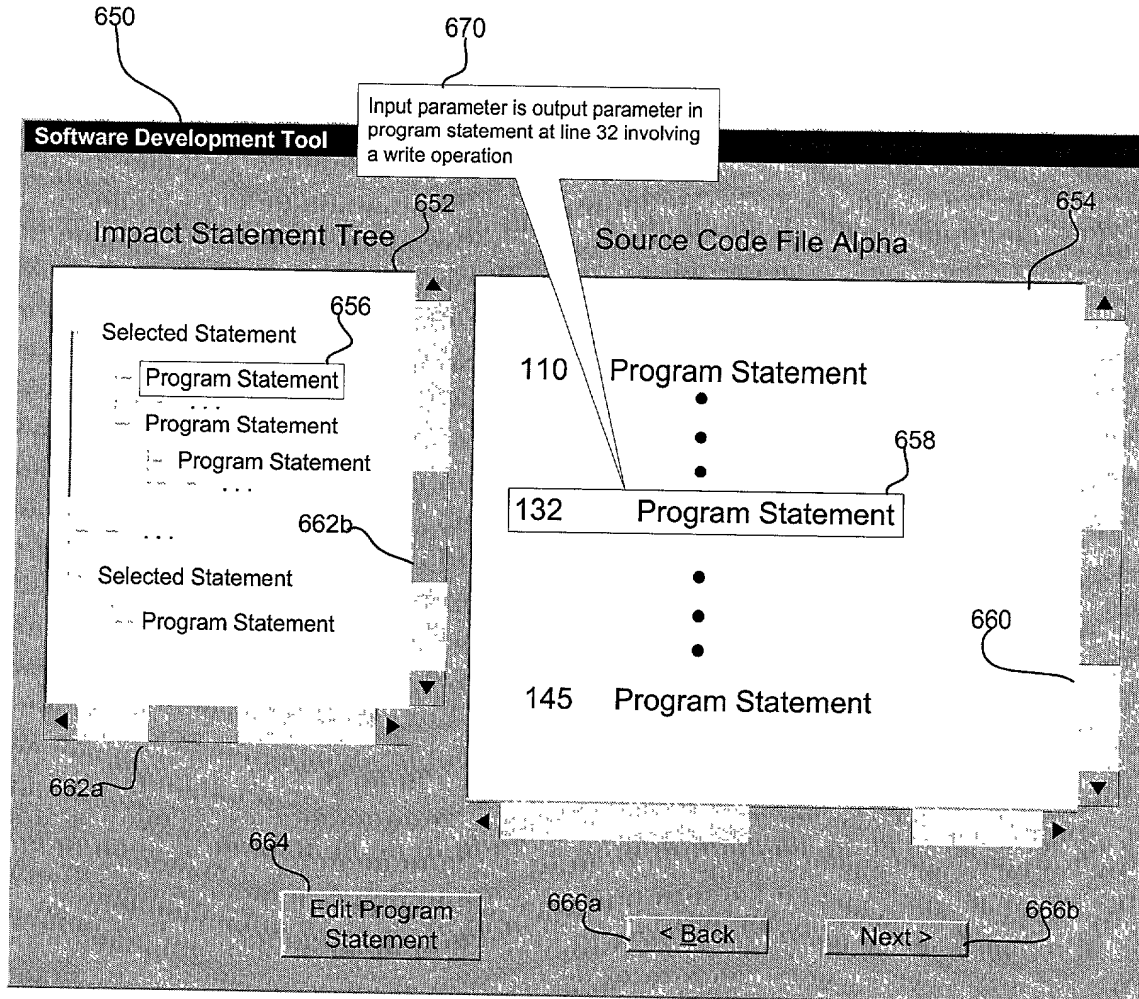 650
670
Input parameter is output parameter in
program statement at line 32 involving
a write operation
Software Development Tool
652
654
Impact Statement Tree
Source Code File Alpha
656
Selected Statement
Program Statement
...
Program Statement
Program Statement
...
662b
...
Selected Statement
Program Statement
110 Program Statement
658
132 Program Statement
660
145 Program Statement
662a
664
Edit Program
Statement
666a
< Back
Next >
666b